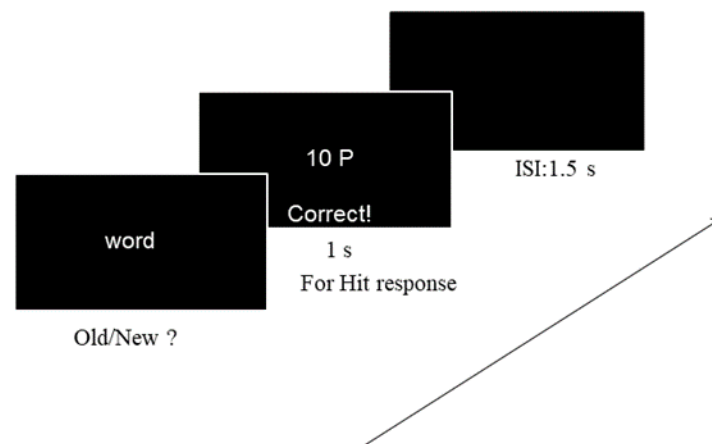 word
Old/New ?
10 P
Correct!
1 s
For Hit response
ISI:1.5 s